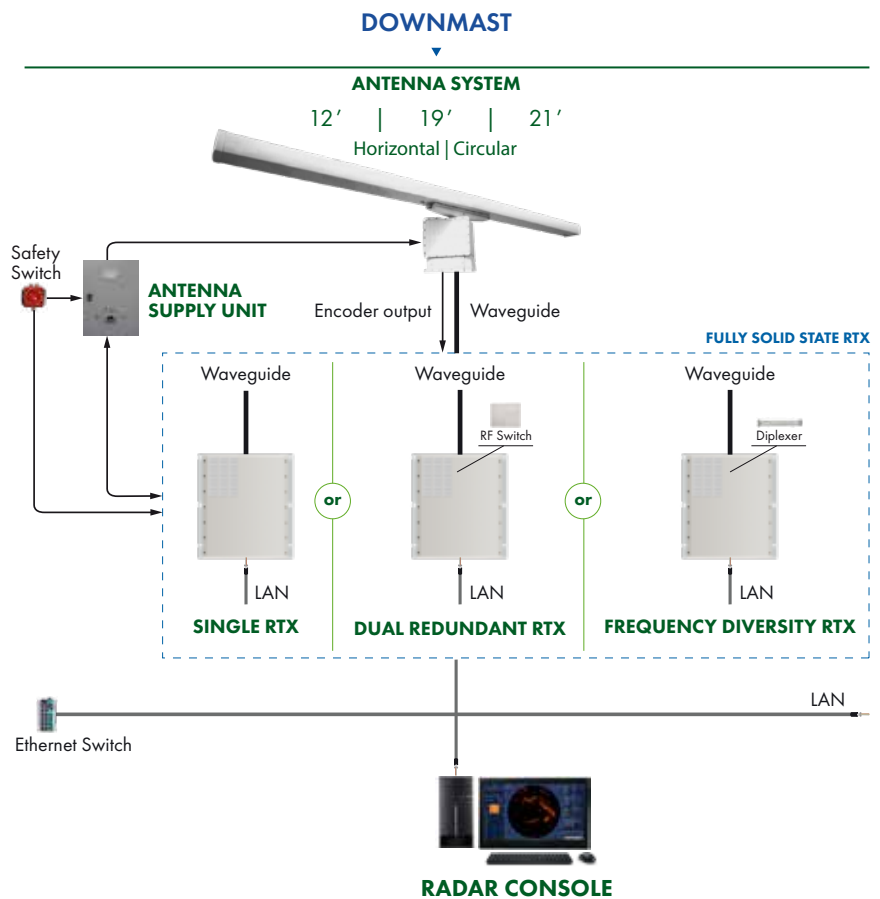 DOWNMAST
ANTENNA SYSTEM
12’ | 19’ | 21’
Horizontal | Circular
Safety
Switch
ANTENNA
SUPPLY UNIT
Encoder output
Waveguide
FULLY SOLID STATE RTX
Waveguide
Waveguide
Waveguide
RF Switch
Diplexer
or
or
LAN
LAN
LAN
SINGLE RTX
DUAL REDUNDANT RTX
FREQUENCY DIVERSITY RTX
LAN
Ethernet Switch
RADAR CONSOLE